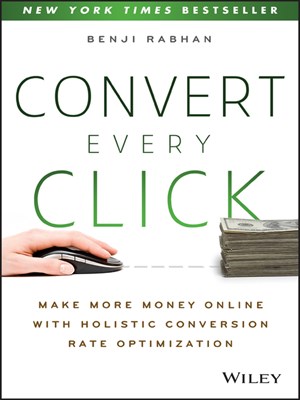 NEW YORK TIMES BESTSELLER
BENJI RABHAN
CONVERT
EVERY
CLICK
MAKE MORE MONEY ONLINE
WITH HOLISTIC CONVERSION
RATE OPTIMIZATION
WILEY